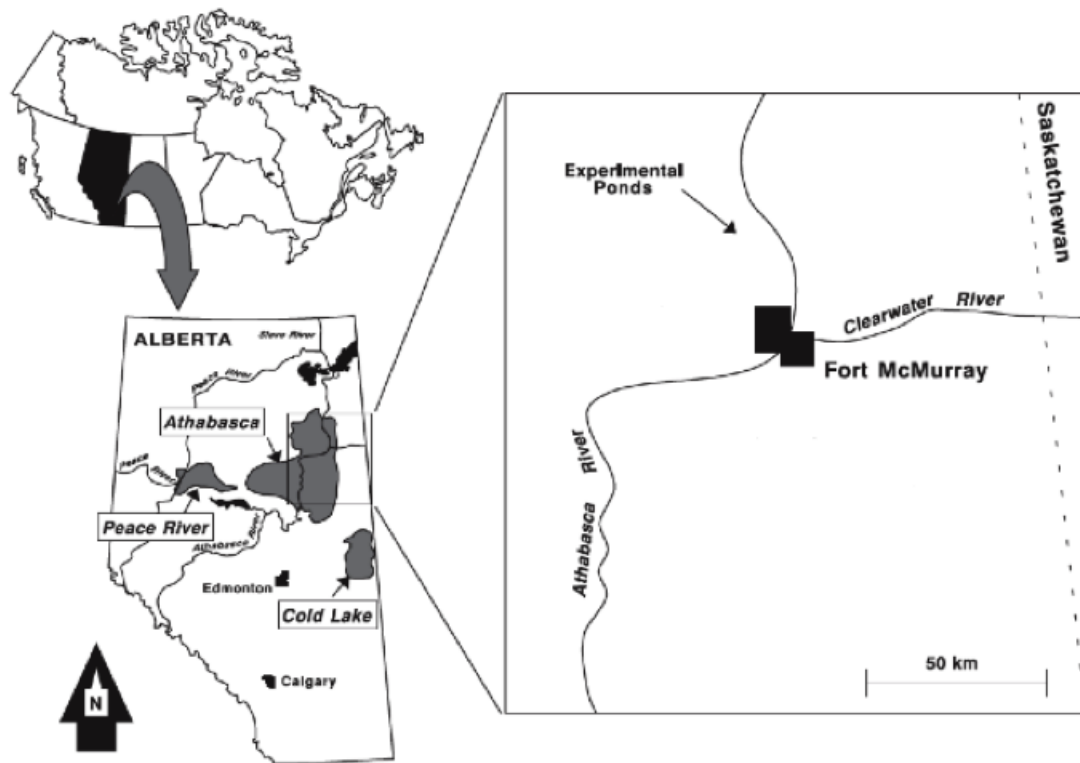 ALBERTA
Slave River
Peace River
Athabasca
Peace River
Peace River
Athabasca River
Edmonton
Cold Lake
Calgary
N
Experimental
Ponds
Saskatchewan
Clearwater River
Fort McMurray
Athabasca River
50 km